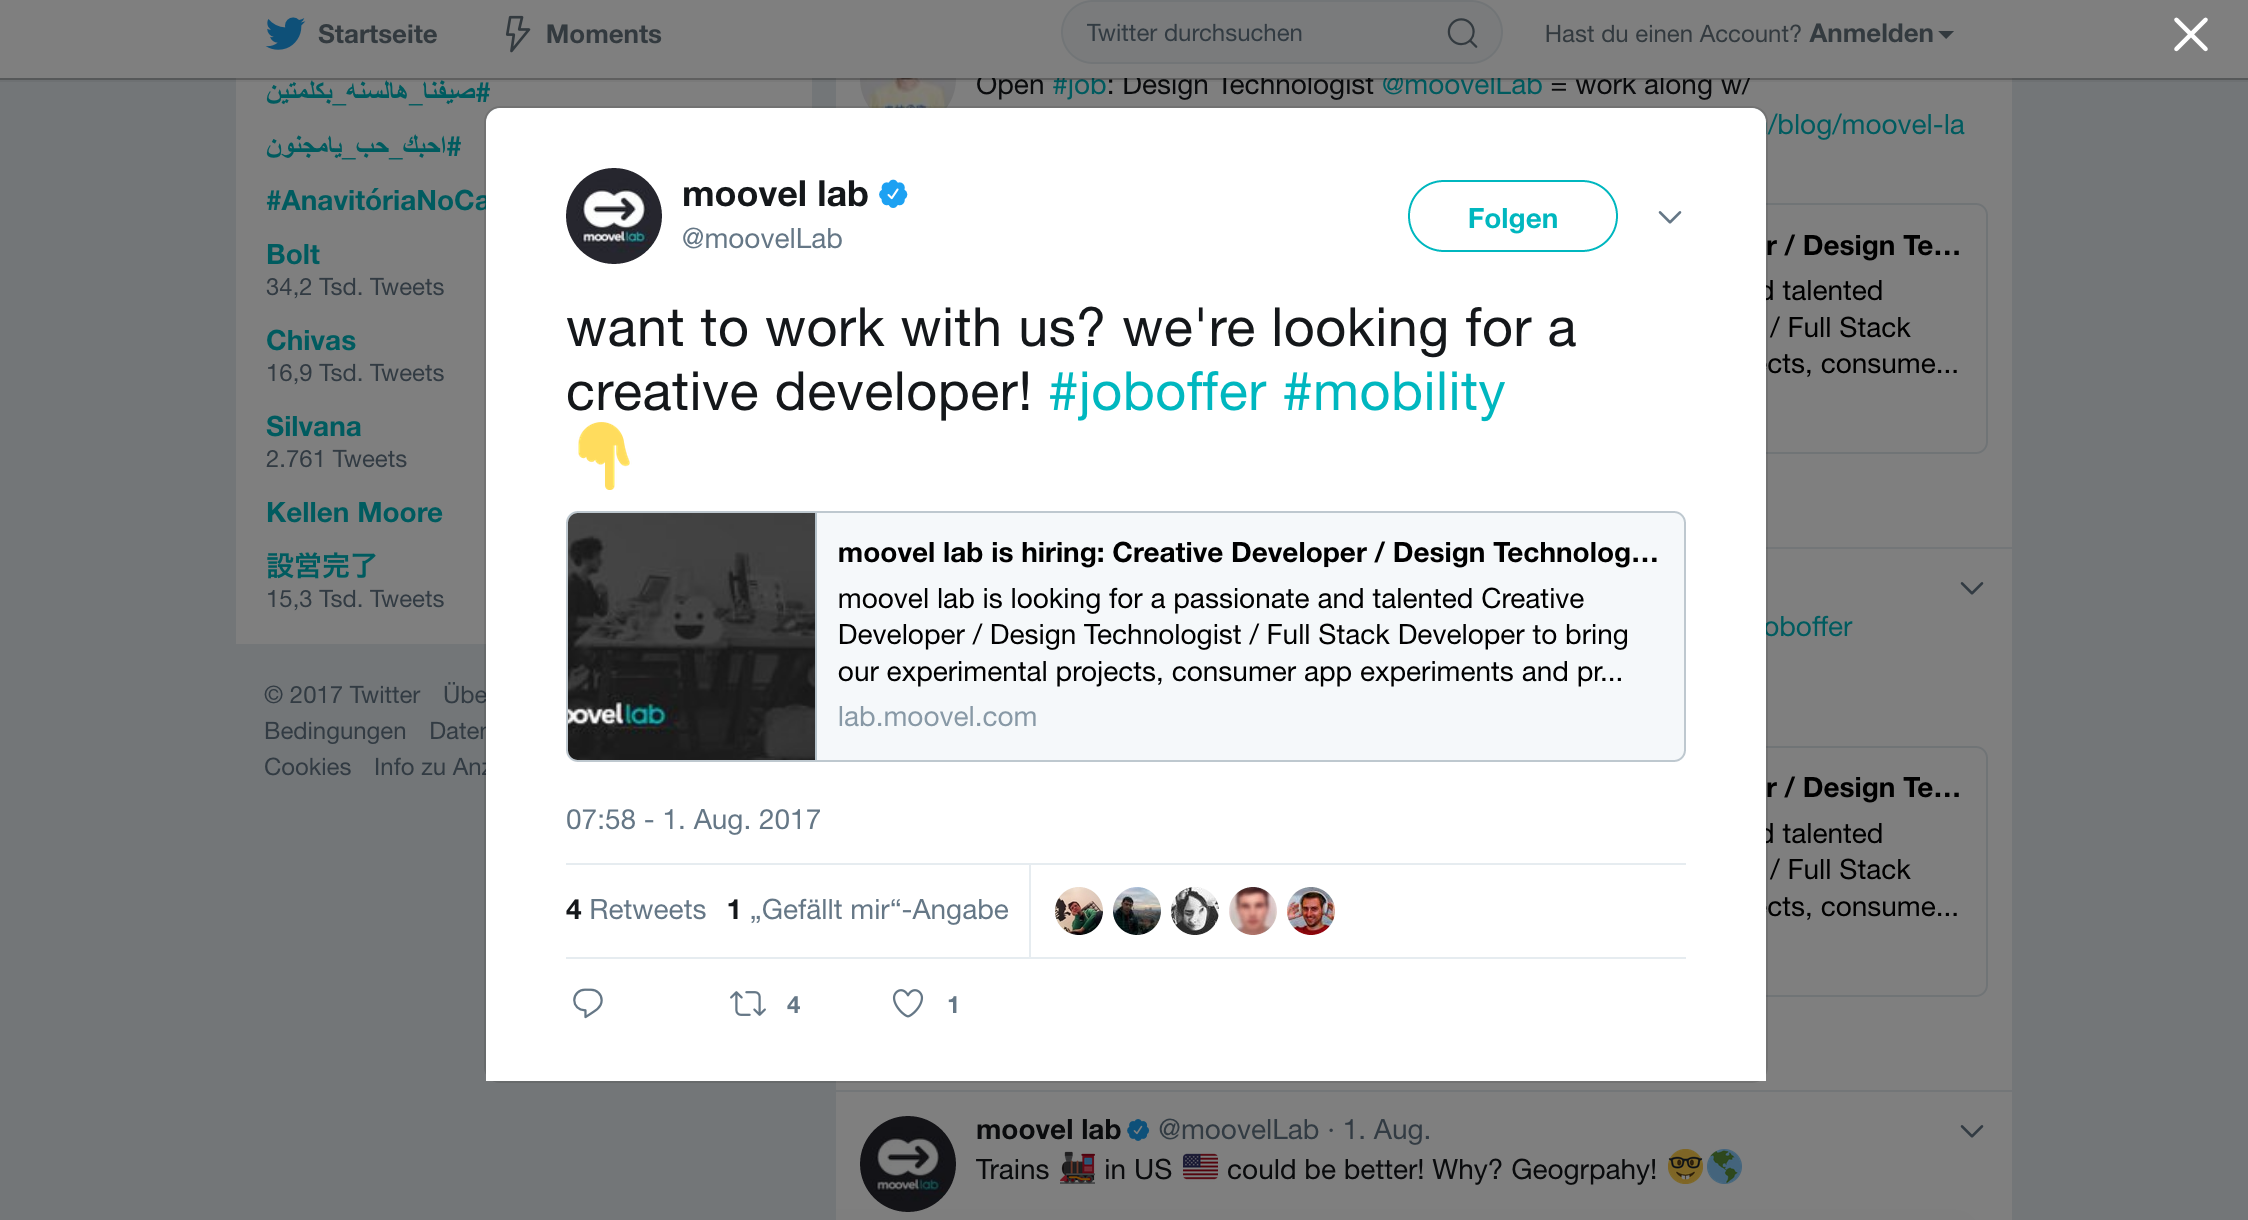 Startseite
Moments
Twitter durchsuchen
Hast du einen Account? Anmelden
#صيفنا_هالسنه_بكلمتين
#احبك_حب_يامجنون
#AnavitóriaNoCa
Bolt
34,2 Tsd. Tweets
Chivas
16,9 Tsd. Tweets
Silvana
2.761 Tweets
Kellen Moore
設営完了
15,3 Tsd. Tweets
© 2017 Twitter Übe
Bedingungen Daten
Cookies Info zu Anz
Open #job: Design Technologist @moovelLab = work along w/
/blog/moovel-la
r / Design Te...
d talented
/ Full Stack
cts, consume...
moovel lab
moovel lab
@moovelLab
Folgen
want to work with us? we're looking for a
creative developer! #joboffer #mobility
👇
oovel lab
moovel lab is hiring: Creative Developer / Design Technolog...
moovel lab is looking for a passionate and talented Creative
Developer / Design Technologist / Full Stack Developer to bring
our experimental projects, consumer app experiments and pr...
lab.moovel.com
07:58 - 1. Aug. 2017
4 Retweets 1 „Gefällt mir“-Angabe
4 1
oboffer
r / Design Te...
d talented
/ Full Stack
cts, consume...
moovel lab
moovel lab @moovelLab · 1. Aug.
Trains 🚂 in US 🇺🇸 could be better! Why? Geogrpahy! 🤓🌎